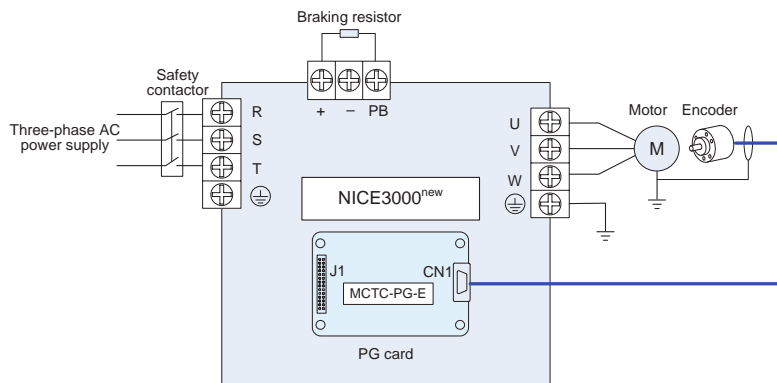 Braking resistor
Safety
contactor
+ − PB
R
S
T
Three-phase AC
power supply
U
V
W
Motor
Encoder
M
NICE3000new
J1
CN1
MCTC-PG-E
PG card